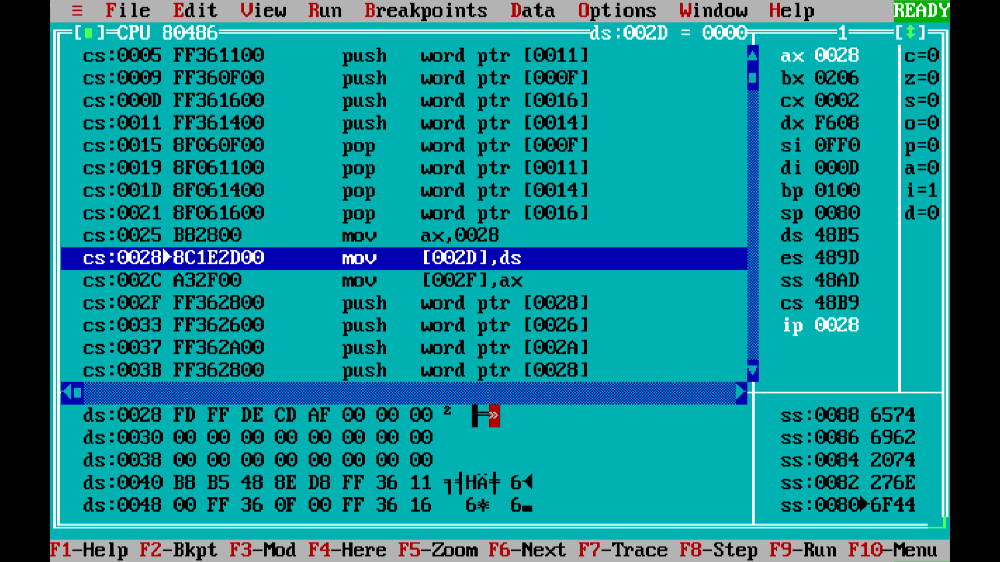 ≡ File Edit View Run Breakpoints Data Options Window Help READY
[■]=CPU 80486 ds:002D = 0000 1 [↕]
cs:0005 FF361100 push word ptr [0011] ax 0028 c=0
cs:0009 FF360F00 push word ptr [000F] bx 0206 z=0
cs:000D FF361600 push word ptr [0016] cx 0002 s=0
cs:0011 FF361400 push word ptr [0014] dx F608 o=0
cs:0015 8F060F00 pop word ptr [000F] si 0FF0 p=0
cs:0019 8F061100 pop word ptr [0011] di 000D a=0
cs:001D 8F061400 pop word ptr [0014] bp 0100 i=1
cs:0021 8F061600 pop word ptr [0016] sp 0080 d=0
cs:0025 B82800 mov ax,0028 ds 48B5
cs:0028►8C1E2D00 mov [002D],ds es 489D
cs:002C A32F00 mov [002F],ax ss 48AD
cs:002F FF362800 push word ptr [0028] cs 48B9
cs:0033 FF362600 push word ptr [0026] ip 0028
cs:0037 FF362A00 push word ptr [002A]
cs:003B FF362800 push word ptr [0028]
ds:0028 FD FF DE CD AF 00 00 00 ² ▐═» ss:0088 6574
ds:0030 00 00 00 00 00 00 00 00 ss:0086 6962
ds:0038 00 00 00 00 00 00 00 00 ss:0084 2074
ds:0040 B8 B5 48 8E D8 FF 36 11 ╕╡HÄ╪ 6◄ ss:0082 276E
ds:0048 00 FF 36 0F 00 FF 36 16 6☼ 6▬ ss:0080►6F44
F1-Help F2-Bkpt F3-Mod F4-Here F5-Zoom F6-Next F7-Trace F8-Step F9-Run F10-Menu